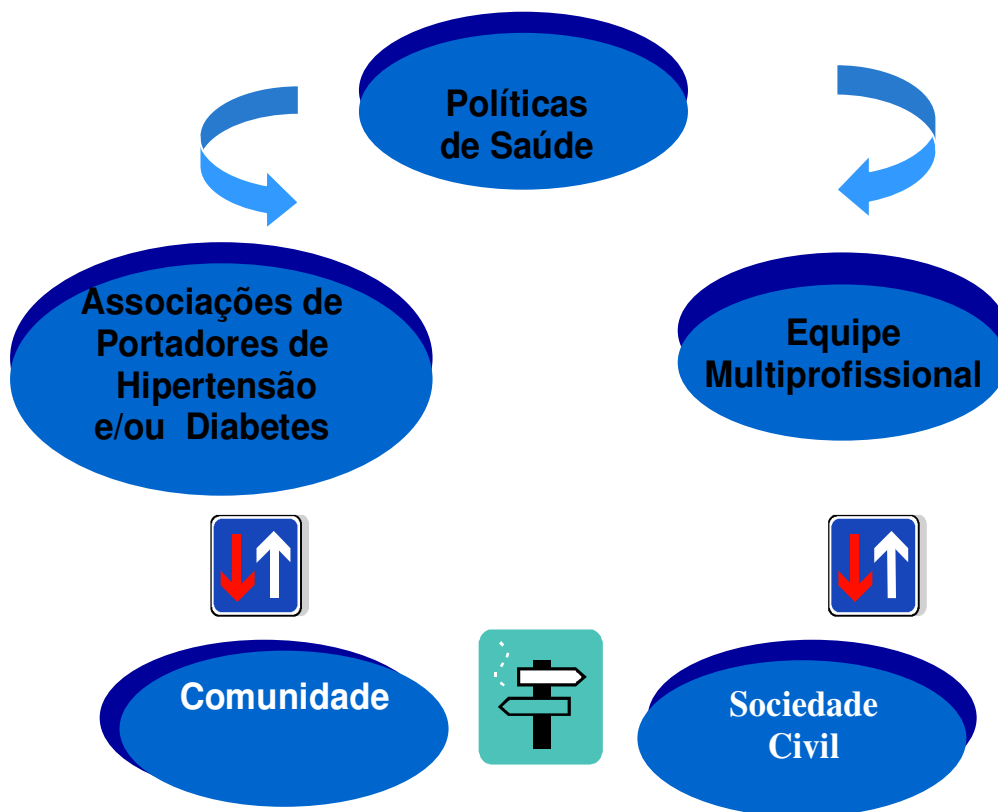 Políticas
de Saúde
Associações de
Portadores de
Hipertensão
e/ou Diabetes
Equipe
Multiprofissional
Comunidade
Sociedade
Civil